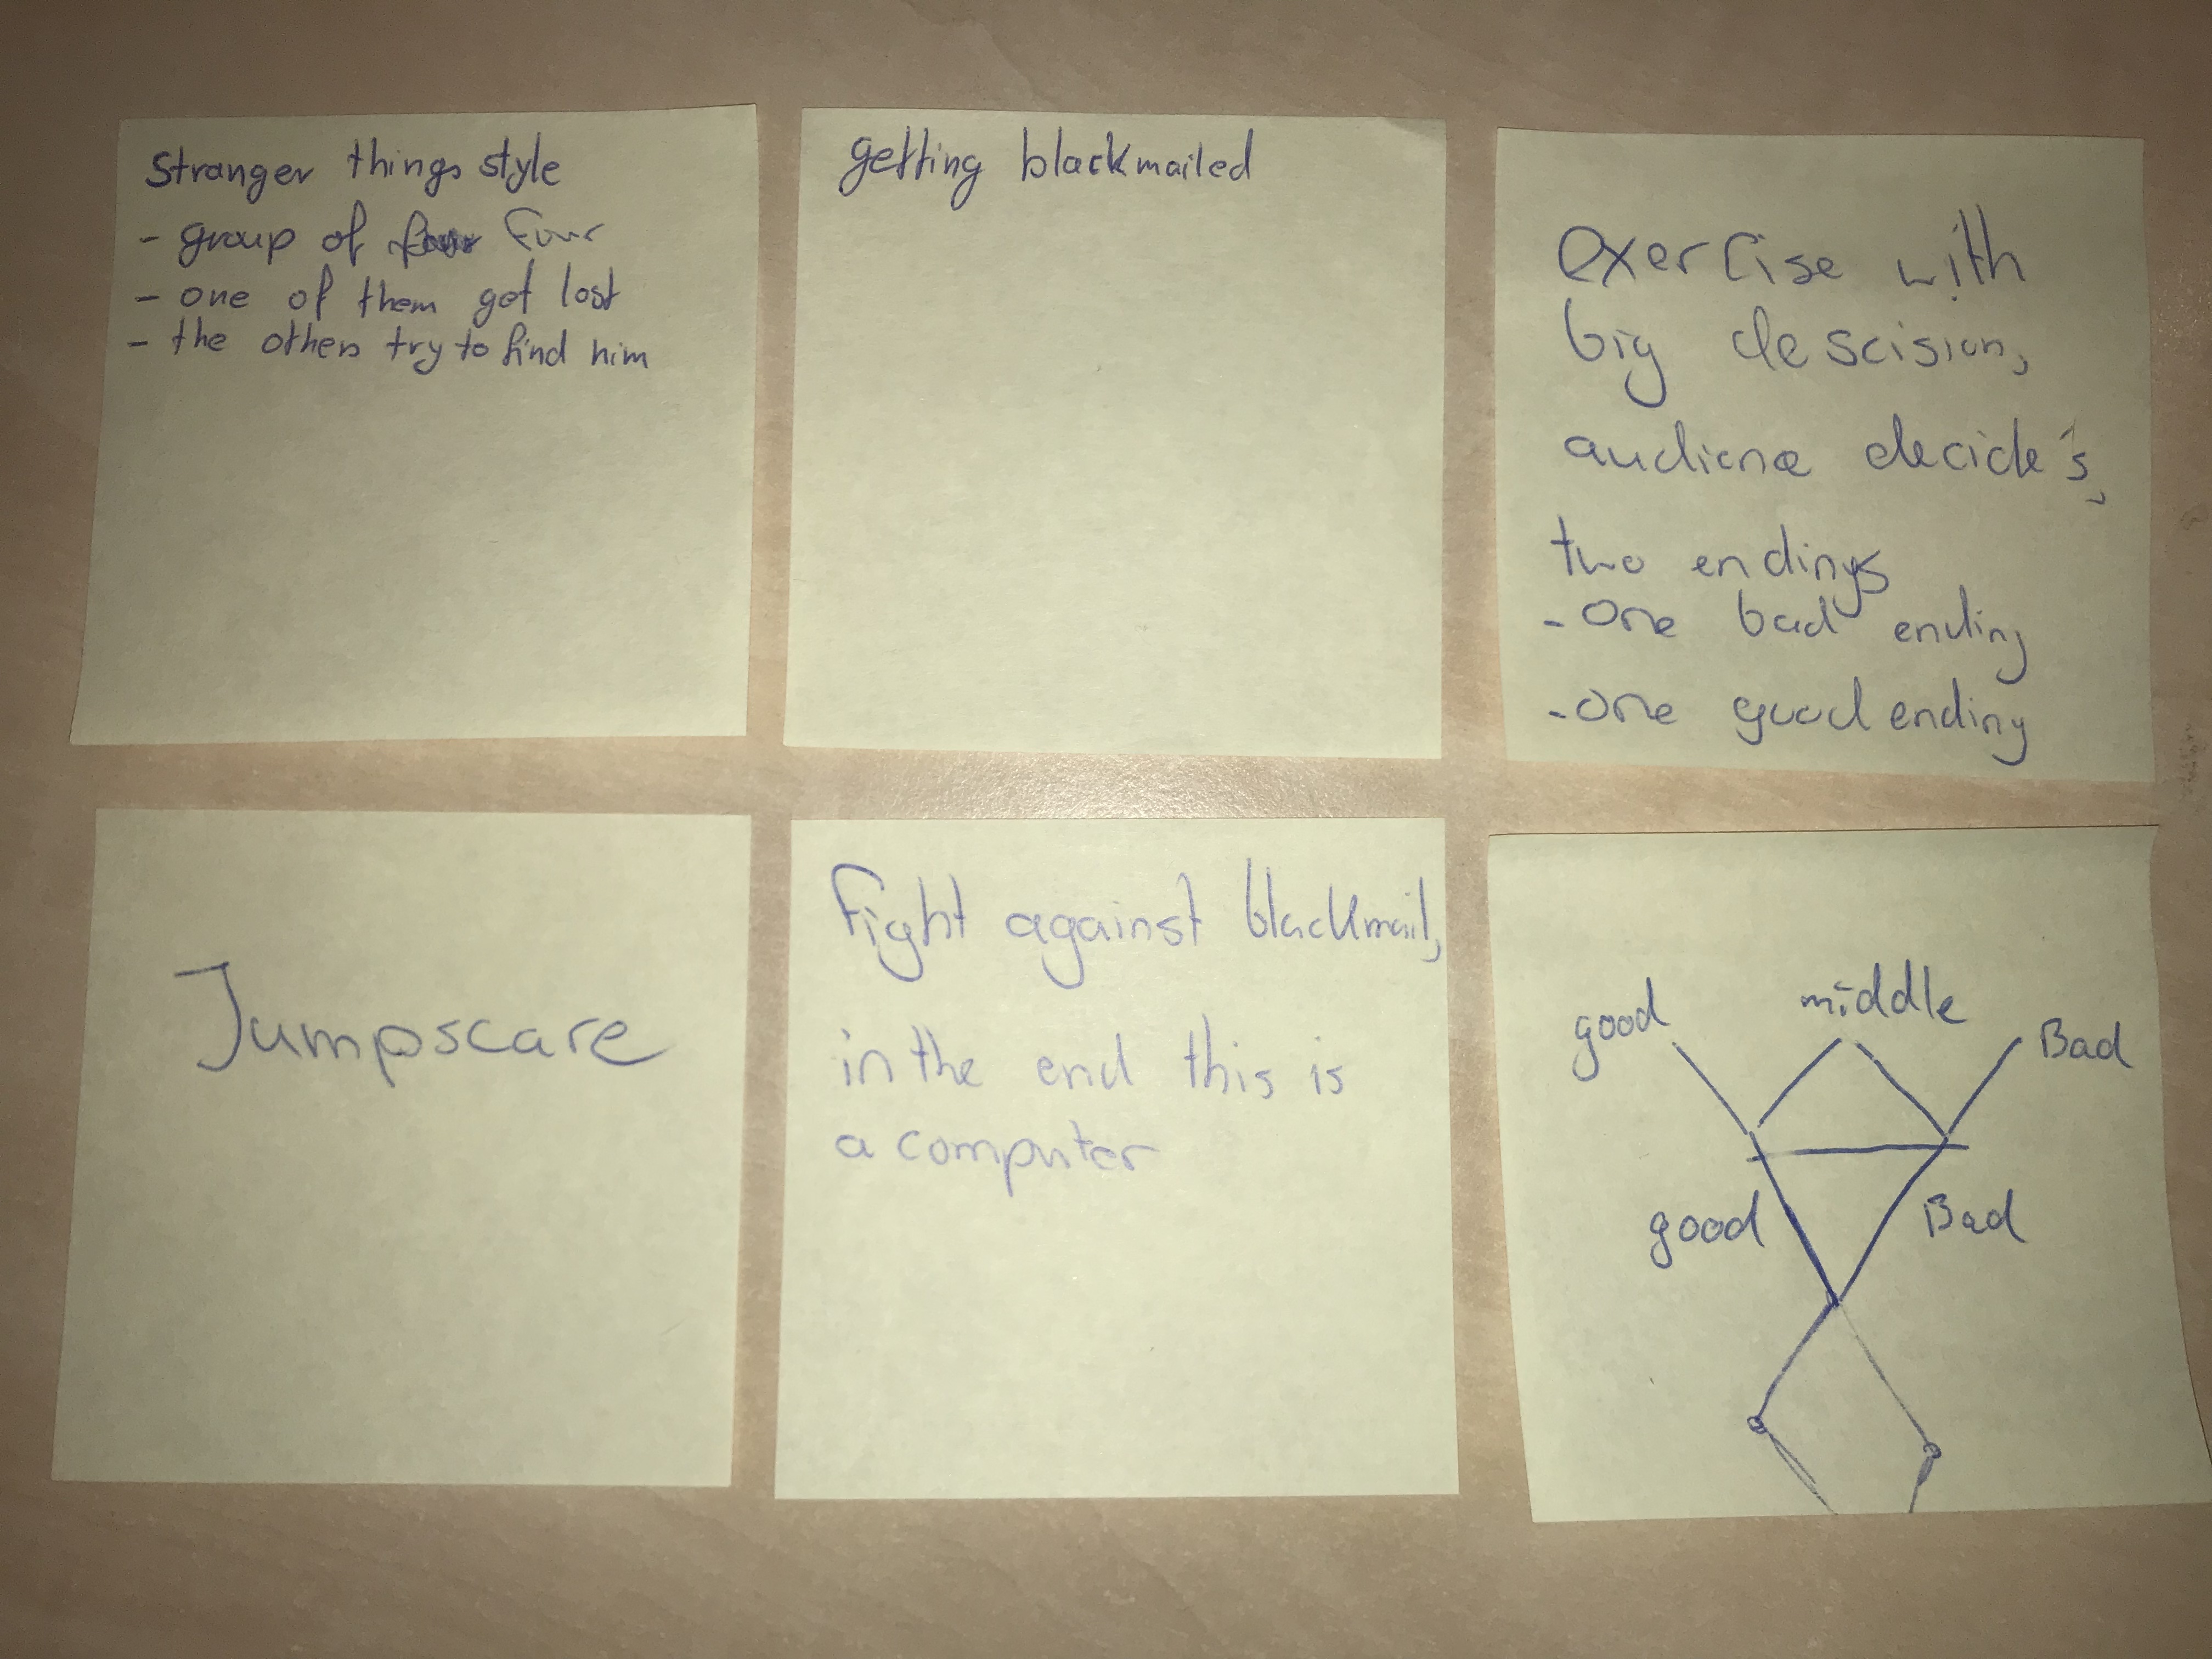 Stranger things style
- group of four Four
- one of them got lost
- the others try to find him
getting blackmailed
exercise with
big descision,
audience decide's,
two endings
- One bad ending
- one good ending
Jumpscare
Fight against blackmail,
in the end this is
a computer
good middle Bad
good Bad